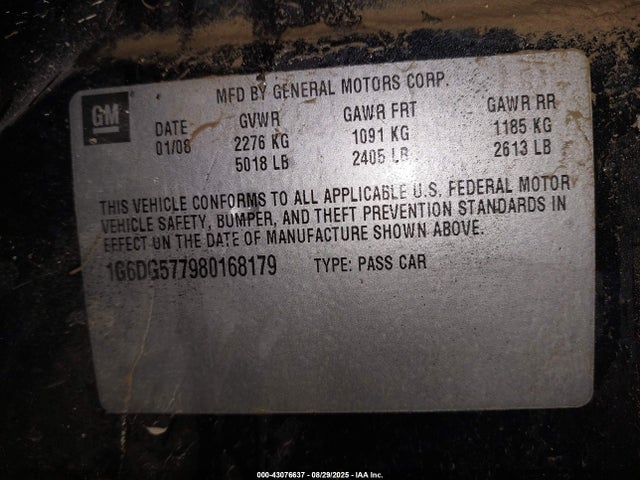 GM
MFD BY GENERAL MOTORS CORP.
DATE GVWR GAWR FRT GAWR RR
01/08 2276 KG 1091 KG 1185 KG
5018 LB 2405 LB 2613 LB
THIS VEHICLE CONFORMS TO ALL APPLICABLE U.S. FEDERAL MOTOR
VEHICLE SAFETY, BUMPER, AND THEFT PREVENTION STANDARDS IN
EFFECT ON THE DATE OF MANUFACTURE SHOWN ABOVE.
1G6DG577980168179 TYPE: PASS CAR
000-43076637 - 08/29/2025 - IAA Inc.